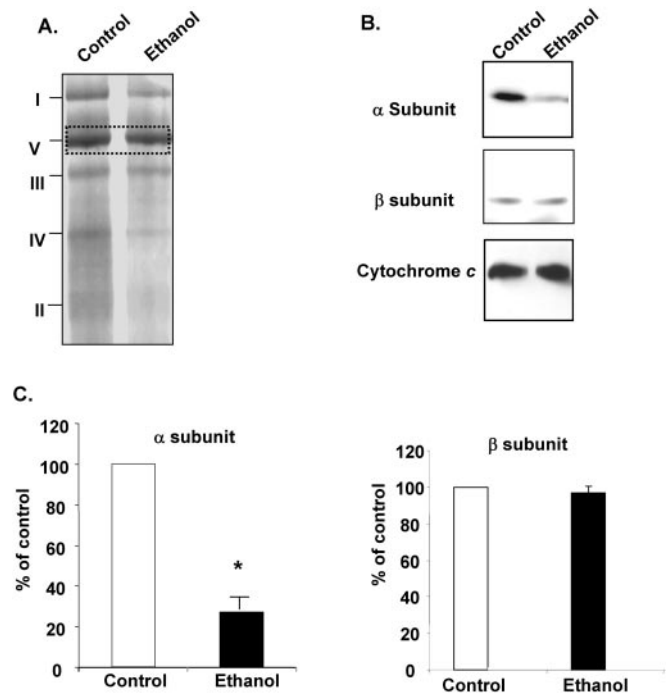 A.
Control Ethanol
I
V
III
IV
II
B.
Control Ethanol
α Subunit
β subunit
Cytochrome c
C.
α subunit
% of control
120
100
80
60
40
20
0
*
Control Ethanol
β subunit
% of control
120
100
80
60
40
20
0
Control Ethanol